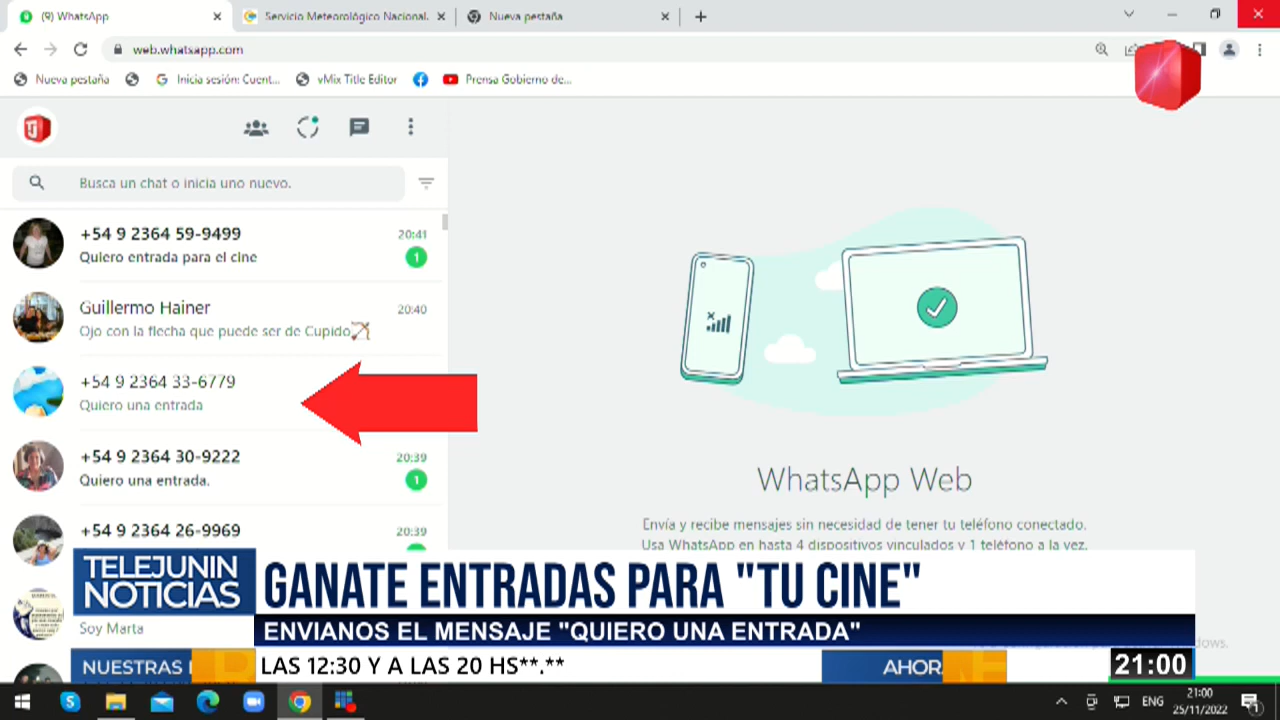 (9) WhatsApp
Servicio Meteorológico Nacional.
Nueva pestaña
web.whatsapp.com
Nueva pestaña
Inicia sesión: Cuent...
vMix Title Editor
Prensa Gobierno de...
Busca un chat o inicia uno nuevo.
+54 9 2364 59-9499
20:41
Quiero entrada para el cine
1
Guillermo Hainer
20:40
Ojo con la flecha que puede ser de Cupido
+54 9 2364 33-6779
Quiero una entrada
+54 9 2364 30-9222
20:39
Quiero una entrada.
1
+54 9 2364 26-9969
20:39
Soy Marta
WhatsApp Web
Envía y recibe mensajes sin necesidad de tener tu teléfono conectado.
Usa WhatsApp en hasta 4 dispositivos vinculados y 1 teléfono a la vez.
TELEJUNIN
NOTICIAS
GANATE ENTRADAS PARA "TU CINE"
ENVIANOS EL MENSAJE "QUIERO UNA ENTRADA"
NUESTRAS
LAS 12:30 Y A LAS 20 HS**.**
AHOR
21:00
ENG
21:00
25/11/2022